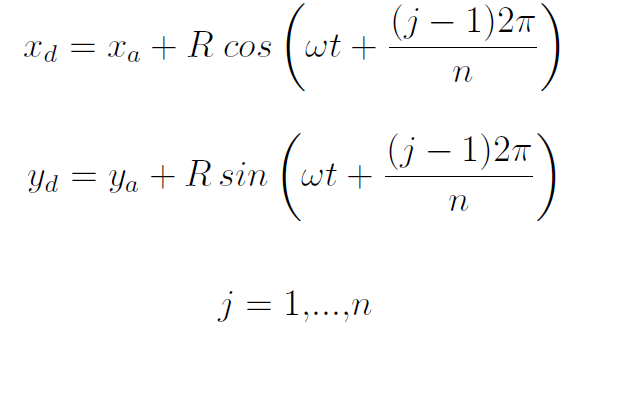 x_d = x_a + R cos ( ωt + (j − 1)2π / n )
y_d = y_a + R sin ( ωt + (j − 1)2π / n )
j = 1,...,n